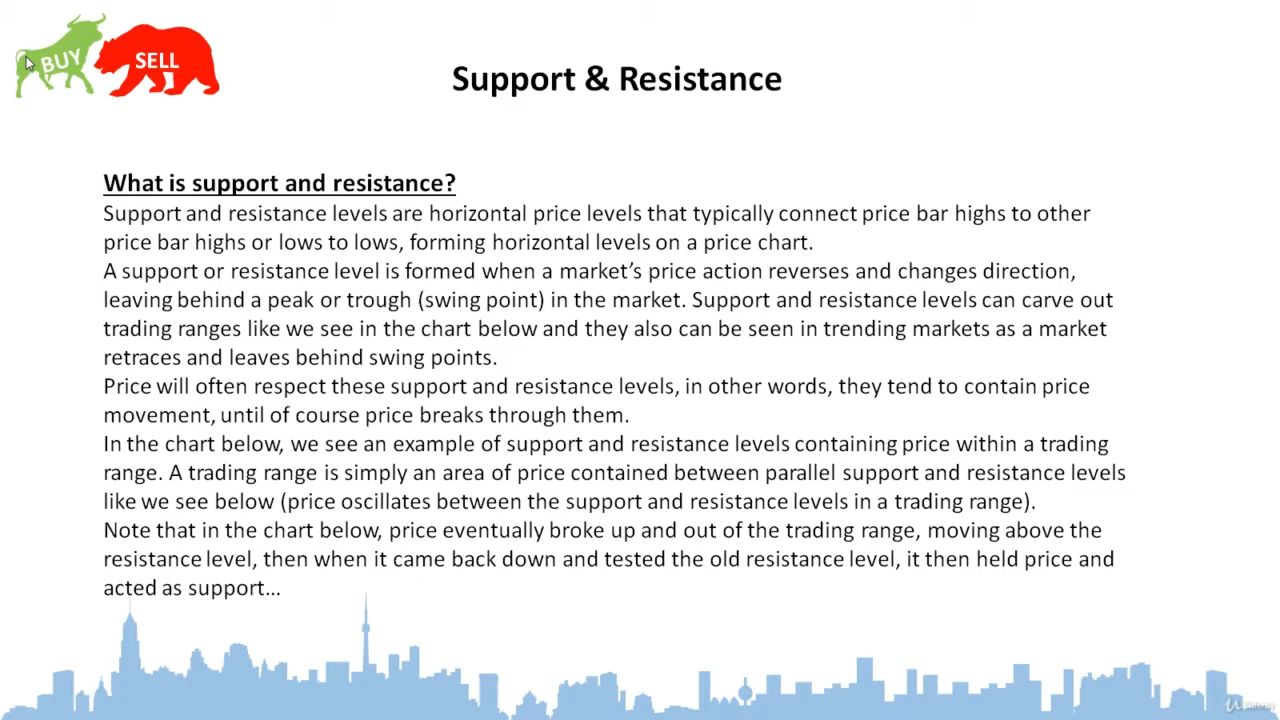 BUY
SELL
Support & Resistance
What is support and resistance?
Support and resistance levels are horizontal price levels that typically connect price bar highs to other
price bar highs or lows to lows, forming horizontal levels on a price chart.
A support or resistance level is formed when a market’s price action reverses and changes direction,
leaving behind a peak or trough (swing point) in the market. Support and resistance levels can carve out
trading ranges like we see in the chart below and they also can be seen in trending markets as a market
retraces and leaves behind swing points.
Price will often respect these support and resistance levels, in other words, they tend to contain price
movement, until of course price breaks through them.
In the chart below, we see an example of support and resistance levels containing price within a trading
range. A trading range is simply an area of price contained between parallel support and resistance levels
like we see below (price oscillates between the support and resistance levels in a trading range).
Note that in the chart below, price eventually broke up and out of the trading range, moving above the
resistance level, then when it came back down and tested the old resistance level, it then held price and
acted as support…
Udemy